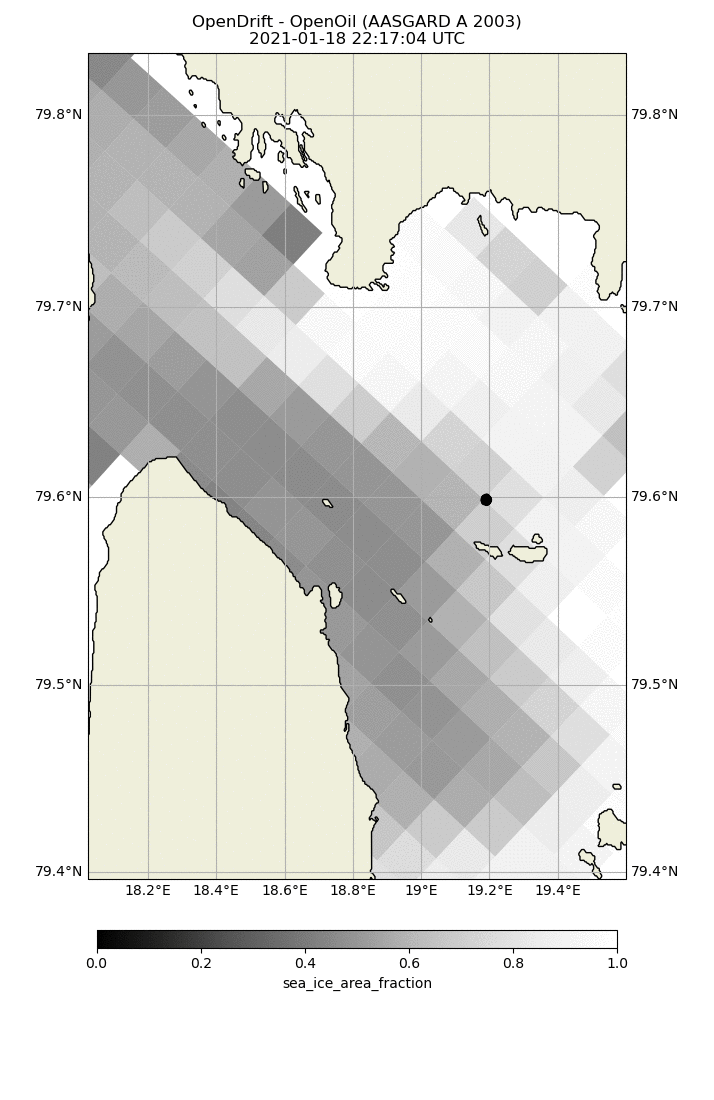 OpenDrift - OpenOil (AASGARD A 2003)
2021-01-18 22:17:04 UTC
79.8°N 79.8°N
79.7°N 79.7°N
79.6°N 79.6°N
79.5°N 79.5°N
79.4°N 79.4°N
18.2°E 18.4°E 18.6°E 18.8°E 19°E 19.2°E 19.4°E
0.0 0.2 0.4 0.6 0.8 1.0
sea_ice_area_fraction